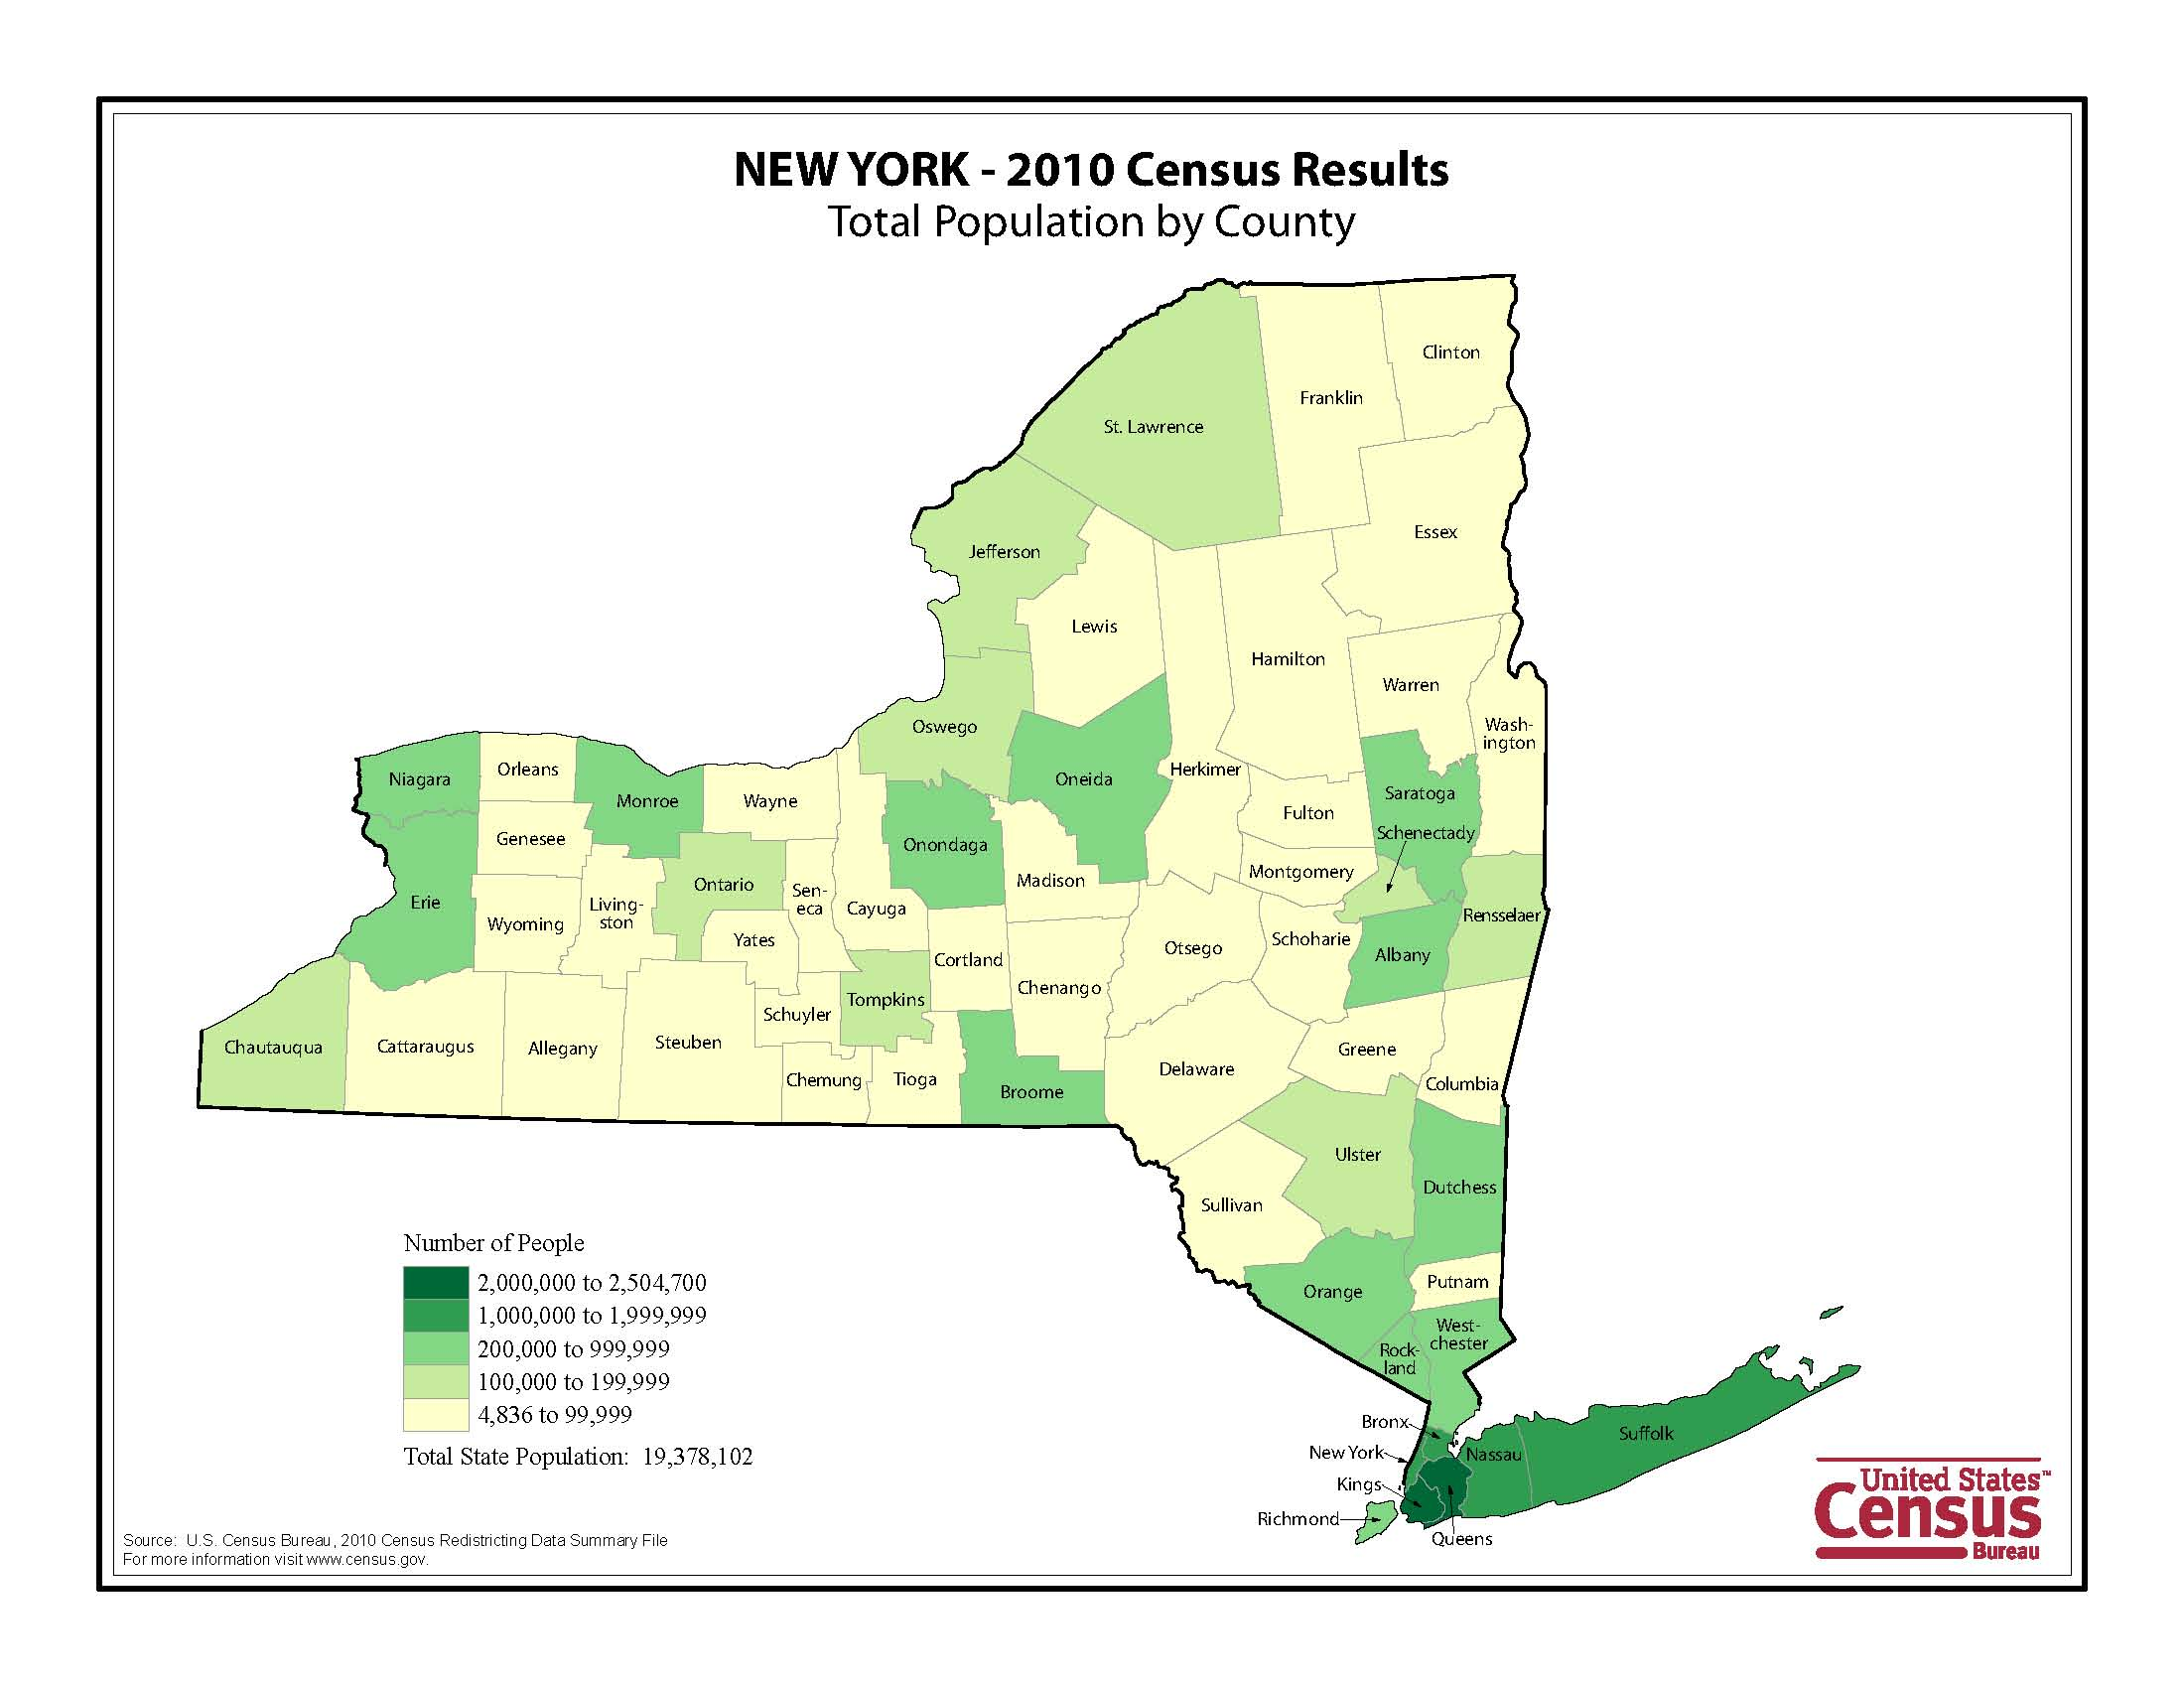 NEW YORK - 2010 Census Results
Total Population by County
Clinton
Franklin
St. Lawrence
Essex
Jefferson
Lewis
Hamilton
Warren
Wash-
ington
Oswego
Oneida
Herkimer
Niagara
Orleans
Monroe
Wayne
Saratoga
Fulton
Schenectady
Genesee
Onondaga
Montgomery
Madison
Ontario
Sen-
eca
Cayuga
Erie
Wyoming
Living-
ston
Yates
Rensselaer
Otsego
Schoharie
Albany
Cortland
Chenango
Tompkins
Schuyler
Chautauqua
Cattaraugus
Allegany
Steuben
Chemung
Tioga
Broome
Delaware
Greene
Columbia
Ulster
Dutchess
Sullivan
Orange
Putnam
West-
chester
Rock-
land
Bronx
New York
Kings
Richmond
Queens
Nassau
Suffolk
Number of People
2,000,000 to 2,504,700
1,000,000 to 1,999,999
200,000 to 999,999
100,000 to 199,999
4,836 to 99,999
Total State Population: 19,378,102
Source: U.S. Census Bureau, 2010 Census Redistricting Data Summary File
For more information visit www.census.gov.
United States™
Census
Bureau